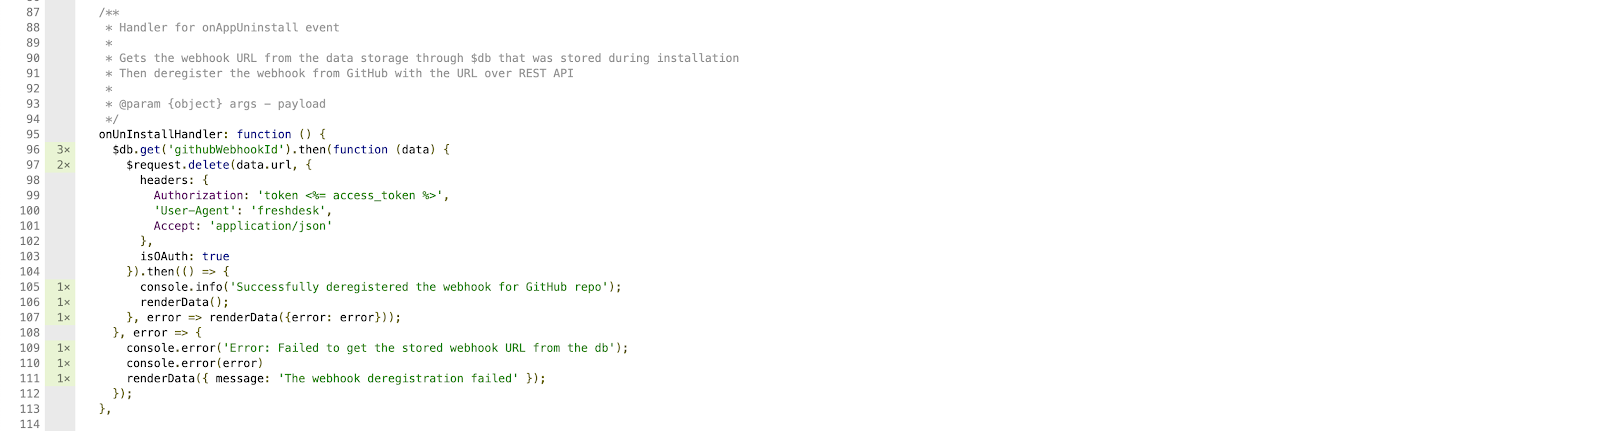 87 /**
88 * Handler for onAppUninstall event
89 *
90 * Gets the webhook URL from the data storage through $db that was stored during installation
91 * Then deregister the webhook from GitHub with the URL over REST API
92 *
93 * @param {object} args - payload
94 */
95 onUnInstallHandler: function () {
96 3× $db.get('githubWebhookId').then(function (data) {
97 2× $request.delete(data.url, {
98 headers: {
99 Authorization: 'token <%= access_token %>',
100 'User-Agent': 'freshdesk',
101 Accept: 'application/json'
102 },
103 isOAuth: true
104 }).then(() => {
105 1× console.info('Successfully deregistered the webhook for GitHub repo');
106 1× renderData();
107 1× }, error => renderData({error: error}));
108 }, error => {
109 1× console.error('Error: Failed to get the stored webhook URL from the db');
110 1× console.error(error)
111 1× renderData({ message: 'The webhook deregistration failed' });
112 });
113 },
114